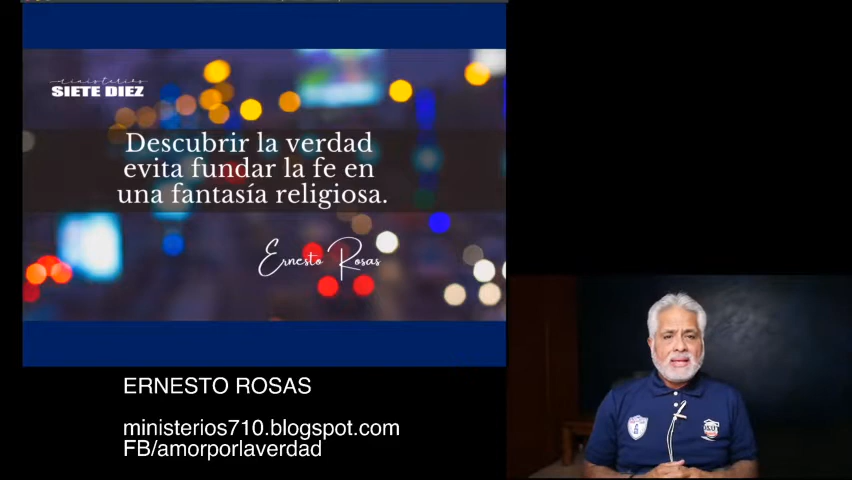 ministerios
SIETE DIEZ
Descubrir la verdad
evita fundar la fe en
una fantasía religiosa.
Ernesto Rosas
ERNESTO ROSAS
ministerios710.blogspot.com
FB/amorporlaverdad